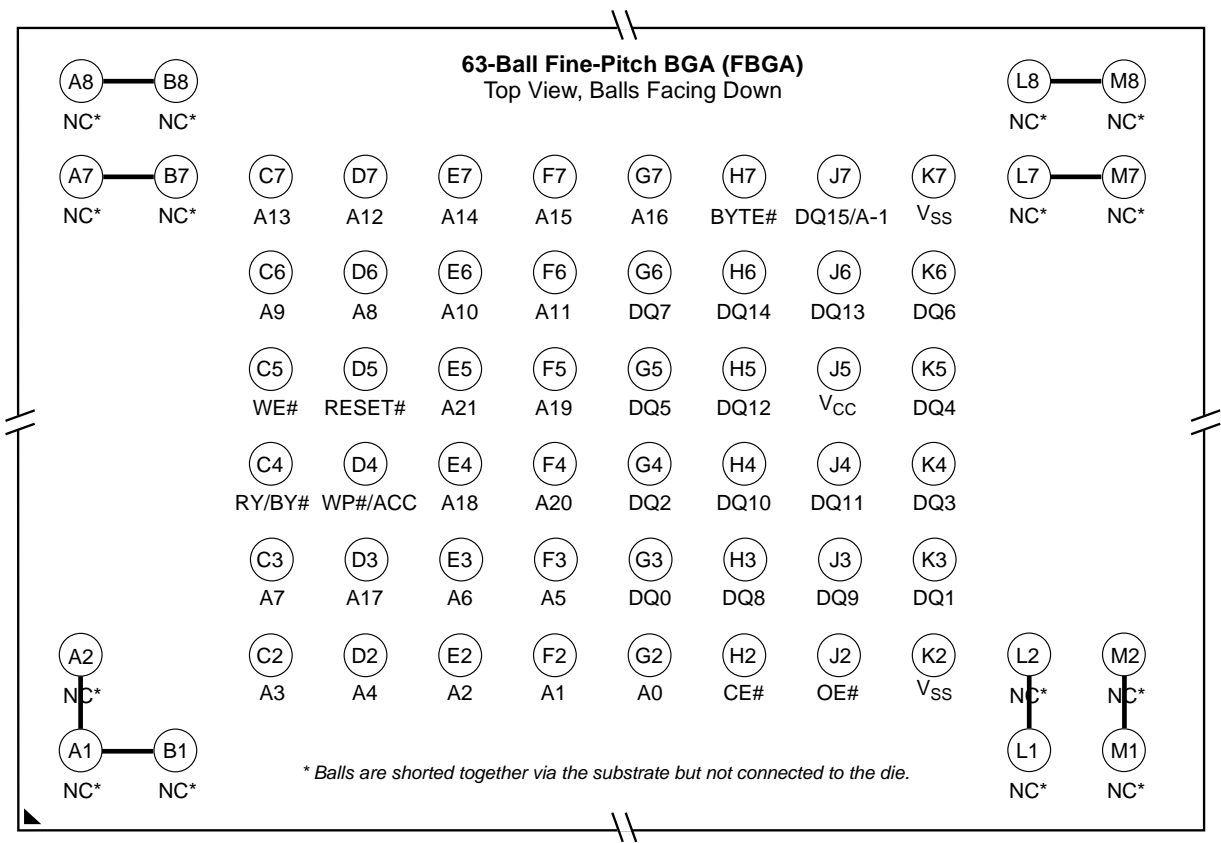 63-Ball Fine-Pitch BGA (FBGA)
Top View, Balls Facing Down
A8 B8 L8 M8
NC* NC* NC* NC*
A7 B7 C7 D7 E7 F7 G7 H7 J7 K7 L7 M7
NC* NC* A13 A12 A14 A15 A16 BYTE# DQ15/A-1 VSS NC* NC*
C6 D6 E6 F6 G6 H6 J6 K6
A9 A8 A10 A11 DQ7 DQ14 DQ13 DQ6
C5 D5 E5 F5 G5 H5 J5 K5
WE# RESET# A21 A19 DQ5 DQ12 VCC DQ4
C4 D4 E4 F4 G4 H4 J4 K4
RY/BY# WP#/ACC A18 A20 DQ2 DQ10 DQ11 DQ3
C3 D3 E3 F3 G3 H3 J3 K3
A7 A17 A6 A5 DQ0 DQ8 DQ9 DQ1
A2 C2 D2 E2 F2 G2 H2 J2 K2 L2 M2
NC* A3 A4 A2 A1 A0 CE# OE# VSS NC* NC*
A1 B1 L1 M1
* Balls are shorted together via the substrate but not connected to the die.
NC* NC* NC* NC*